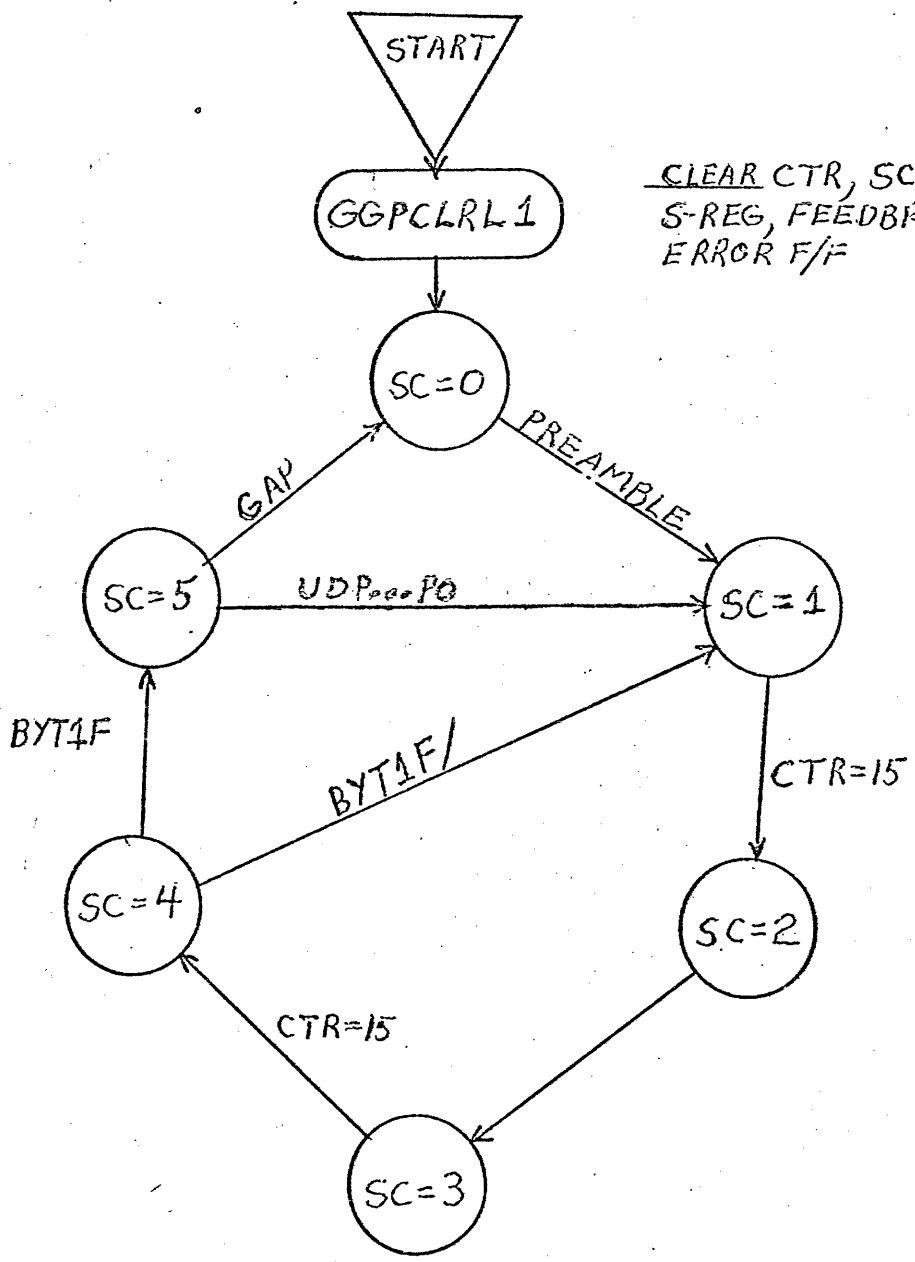 START
GGPCLRL1
CLEAR CTR, SC
S-REG,
ERROR F/F
SC=0
PREAMBLE
GAP
SC=5
UDP...PO
SC=1
BYT1F
BYT1F/
CTR=15
SC=4
SC=2
CTR=15
SC=3